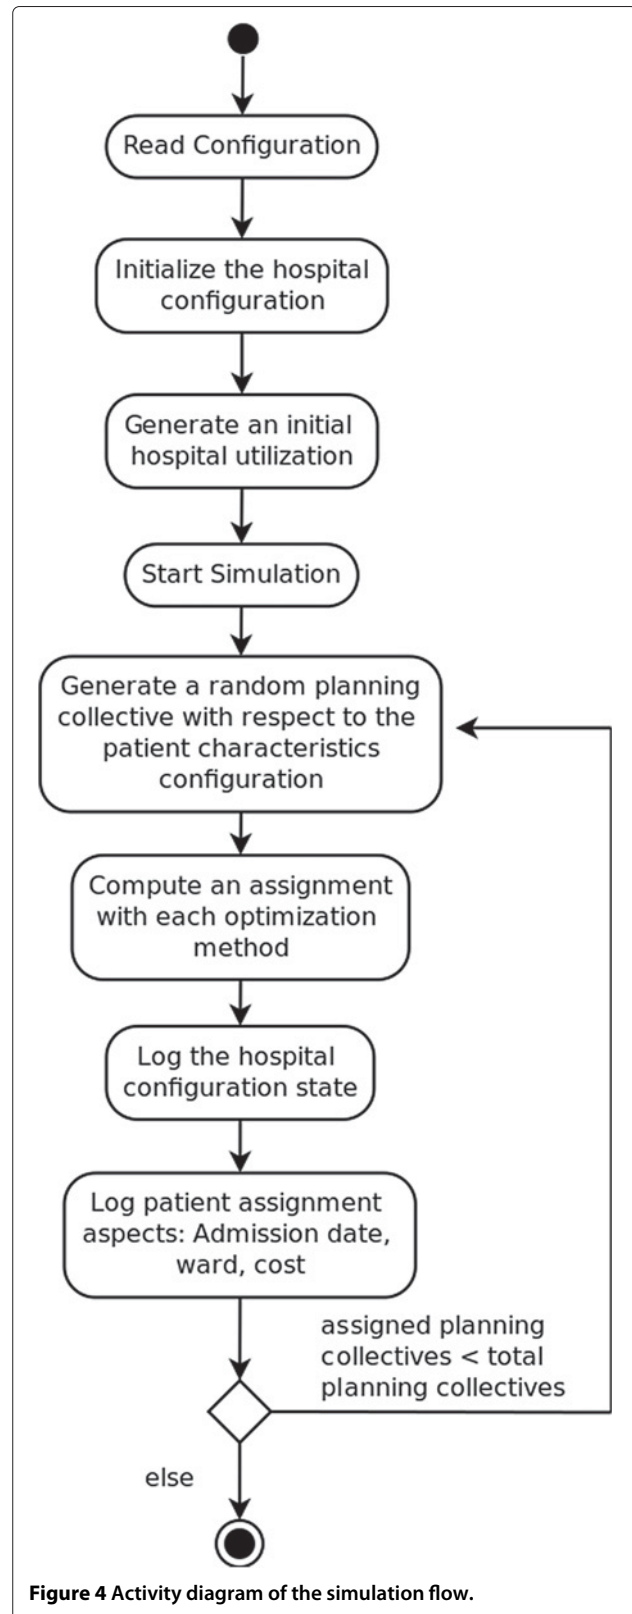 Read Configuration
Initialize the hospital
configuration
Generate an initial
hospital utilization
Start Simulation
Generate a random planning
collective with respect to the
patient characteristics
configuration
Compute an assignment
with each optimization
method
Log the hospital
configuration state
Log patient assignment
aspects: Admission date,
ward, cost
assigned planning
collectives < total
planning collectives
else
Figure 4 Activity diagram of the simulation flow.